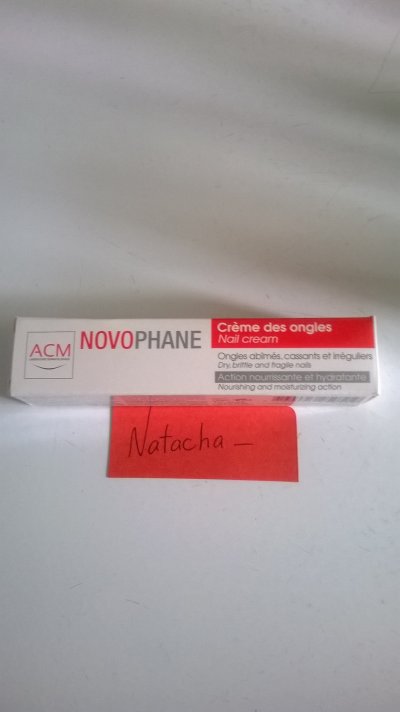 ACM
NOVOPHANE
Crème des ongles
Nail cream
Ongles abîmés, cassants et irréguliers
Dry, brittle and fragile nails
Action nourrissante et hydratante
Nourishing and moisturizing action
Natacha –